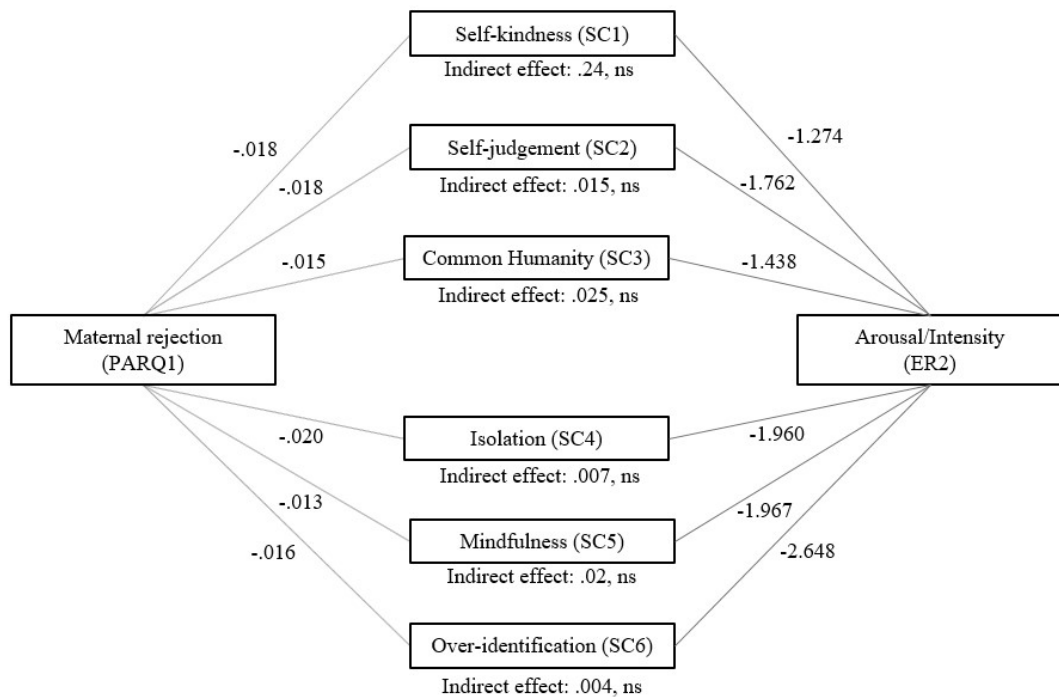 Self-kindness (SC1)
Indirect effect: .24, ns
-.018
-1.274
Self-judgement (SC2)
Indirect effect: .015, ns
-.018
-1.762
Common Humanity (SC3)
Indirect effect: .025, ns
-.015
-1.438
Maternal rejection
(PARQ1)
Arousal/Intensity
(ER2)
-.020
Isolation (SC4)
Indirect effect: .007, ns
-1.960
-.013
Mindfulness (SC5)
Indirect effect: .02, ns
-1.967
-.016
-2.648
Over-identification (SC6)
Indirect effect: .004, ns